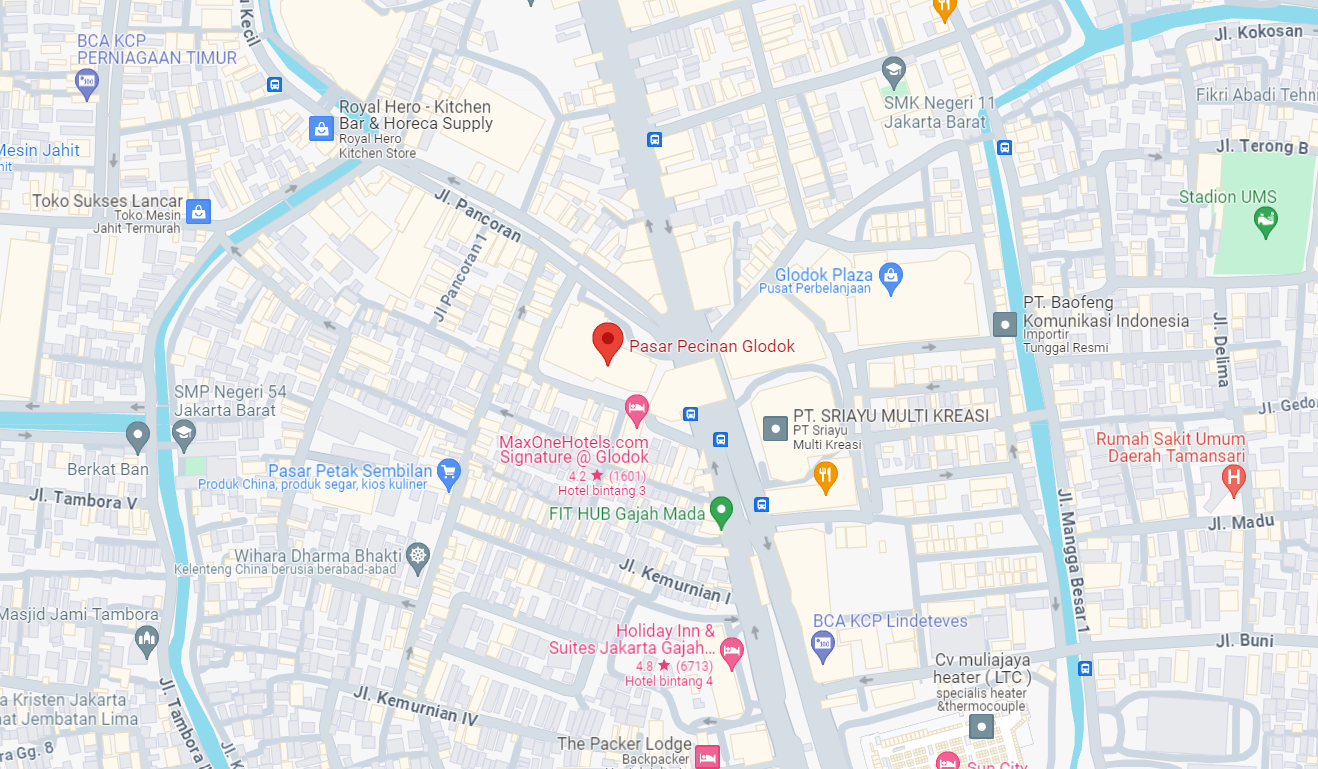 Kecil
BCA KCP
PERNIAGAAN TIMUR
Jl. Kokosan
Royal Hero - Kitchen
Bar & Horeca Supply
Royal Hero
Kitchen Store
SMK Negeri 11
Jakarta Barat
Fikri Abadi Tehni
Mesin Jahit
Jl. Terong B
Toko Sukses Lancar
Toko Mesin
Jahit Termurah
Jl. Pancoran
Stadion UMS
Jl Pancoran 1
Glodok Plaza
Pusat Perbelanjaan
PT. Baofeng
Komunikasi Indonesia
Importir
Tunggal Resmi
Jl. Delima
Pasar Pecinan Glodok
SMP Negeri 54
Jakarta Barat
Jl. Gedon
PT. SRIAYU MULTI KREASI
PT Sriayu
Multi Kreasi
MaxOneHotels.com
Signature @ Glodok
4.2 ★ (1601)
Hotel bintang 3
Rumah Sakit Umum
Daerah Tamansari
Berkat Ban
Pasar Petak Sembilan
Produk China, produk segar, kios kuliner
Jl. Tambora V
FIT HUB Gajah Mada
Jl. Mangga Besar 1
Jl. Madu
Wihara Dharma Bhakti
Kelenteng China berusia berabad-abad
Jl. Kemurnian I
Masjid Jami Tambora
BCA KCP Lindeteves
Holiday Inn &
Suites Jakarta Gajah...
4.8 ★ (6713)
Hotel bintang 4
Jl. Buni
Cv muliajaya
heater ( LTC )
specialis heater
&thermocouple
a Kristen Jakarta
at Jembatan Lima
Jl. Tambora
Jl. Kemurnian IV
Gg. 8
Jl.
The Packer Lodge
Backpacker
Sun City